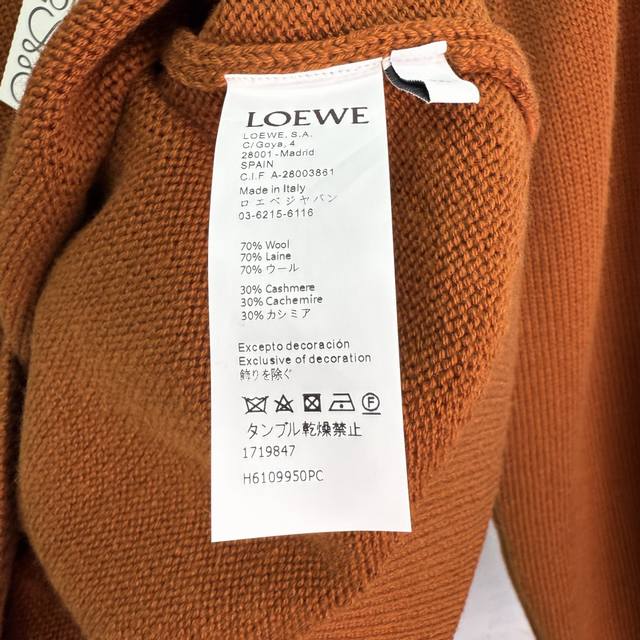 LOEWE
LOEWE, S.A.
C/Goya, 4
28001 -Madrid
SPAIN
C.I.F A-28003861
Made in Italy
ロエベジャパン
03-6215-6116
70% Wool
70% Laine
70% ウール
30% Cashmere
30% Cachemire
30% カシミア
Excepto decoración
Exclusive of decoration
飾りを除ぐ
タンブル乾燥禁止
1719847
H6109950PC